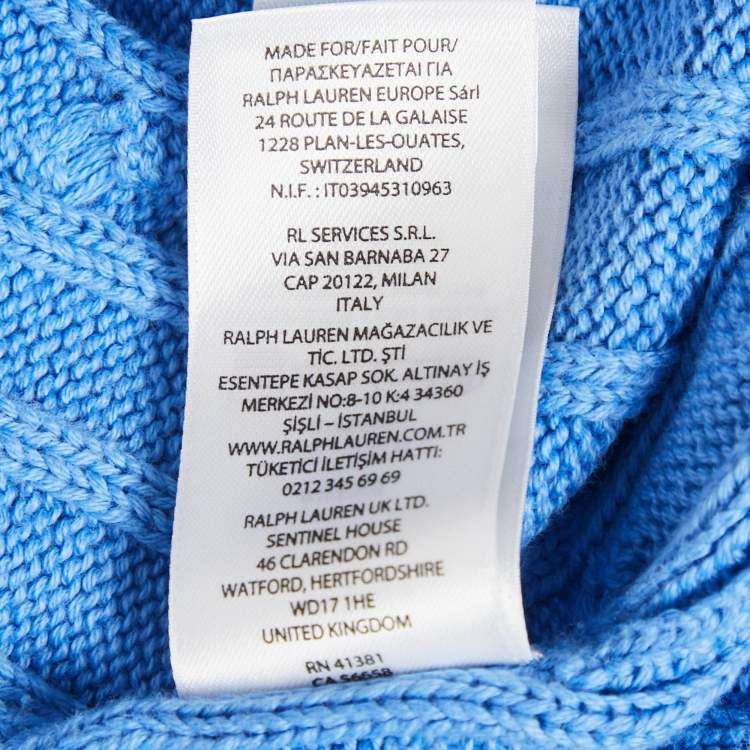 MADE FOR/FAIT POUR/
ΠΑΡΑΣΚΕΥΑΖΕΤΑΙ ΓΙΑ
RALPH LAUREN EUROPE Sárl
24 ROUTE DE LA GALAISE
1228 PLAN-LES-OUATES,
SWITZERLAND
N.I.F. : IT03945310963
RL SERVICES S.R.L.
VIA SAN BARNABA 27
CAP 20122, MILAN
ITALY
RALPH LAUREN MAĞAZACILIK VE
TİC. LTD. ŞTİ
ESENTEPE KASAP SOK. ALTINAY İŞ
MERKEZİ NO:8-10 K:4 34360
ŞİŞLİ – İSTANBUL
WWW.RALPHLAUREN.COM.TR
TÜKETİCİ İLETİŞİM HATTI:
0212 345 69 69
RALPH LAUREN UK LTD.
SENTINEL HOUSE
46 CLARENDON RD
WATFORD, HERTFORDSHIRE
WD17 1HE
UNITED KINGDOM
RN 41381
CA 56658